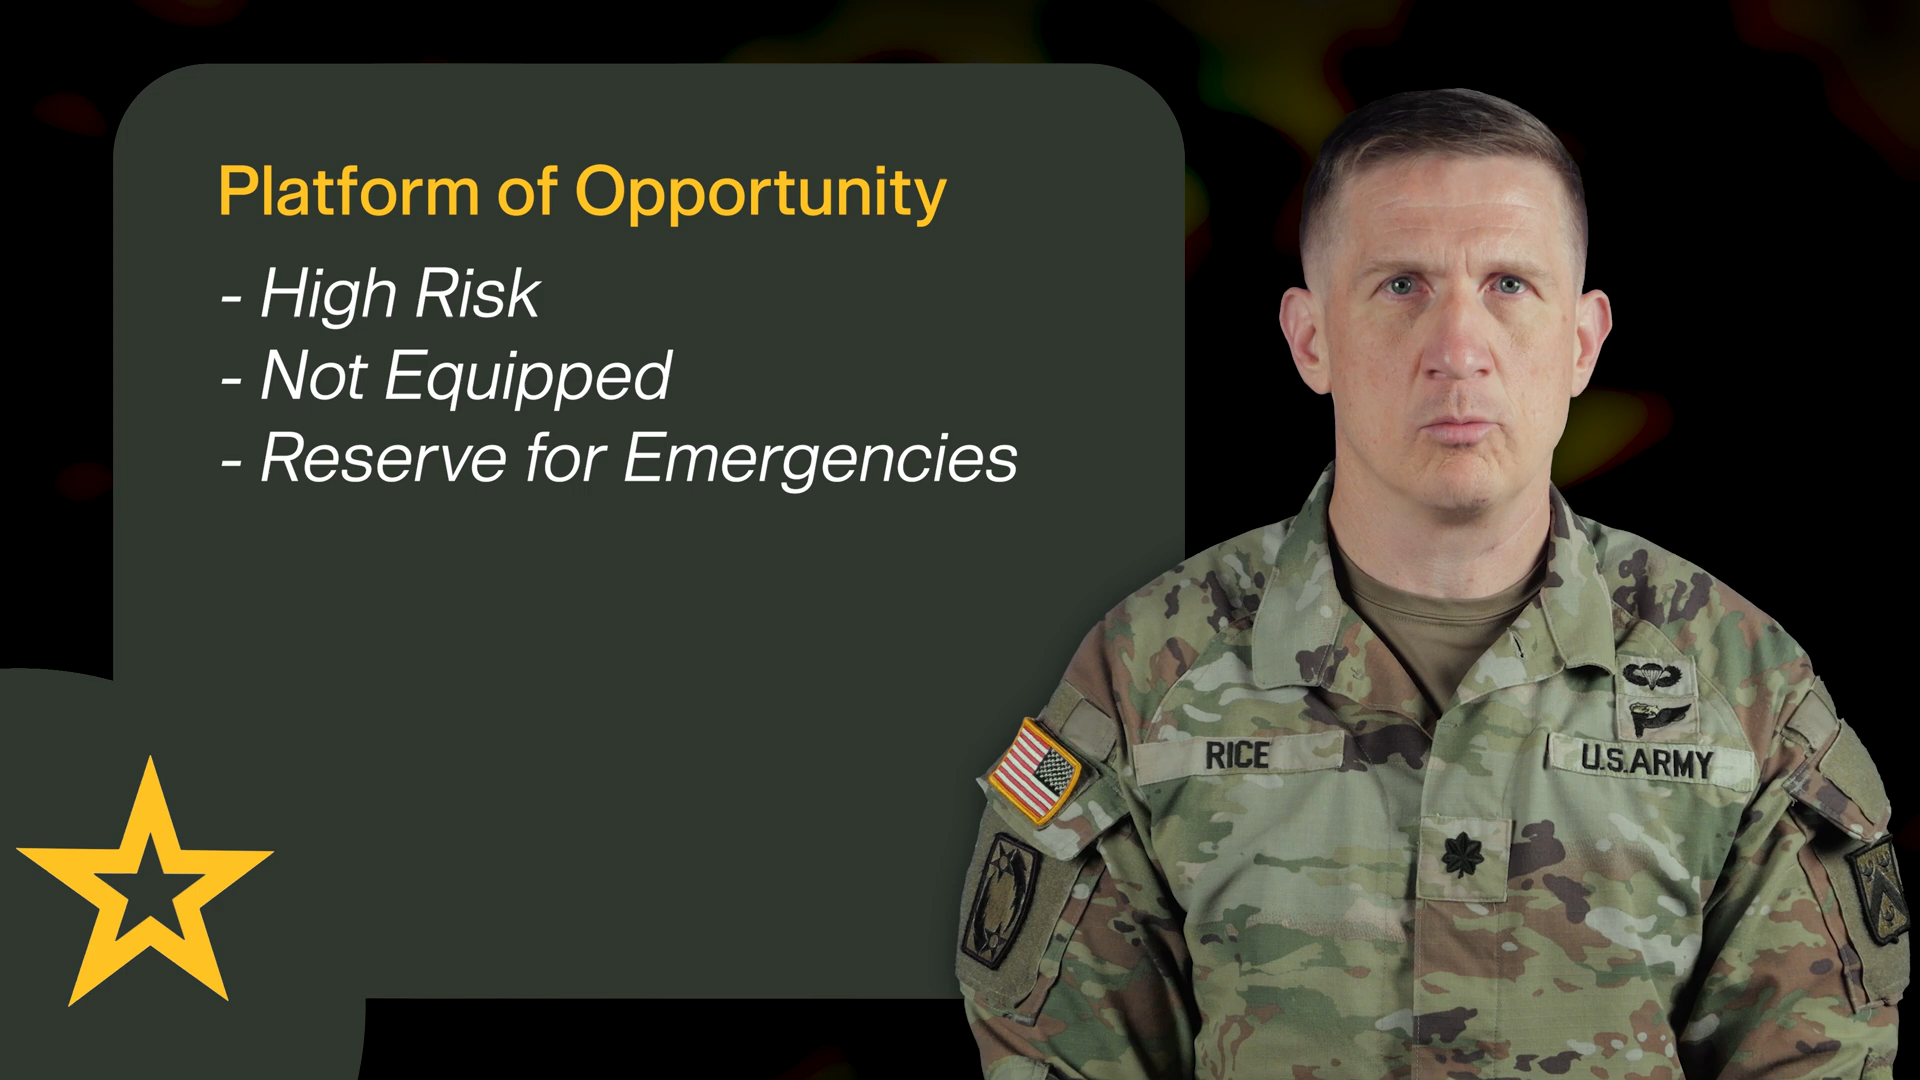 Platform of Opportunity
- High Risk
- Not Equipped
- Reserve for Emergencies
RICE
U.S.ARMY